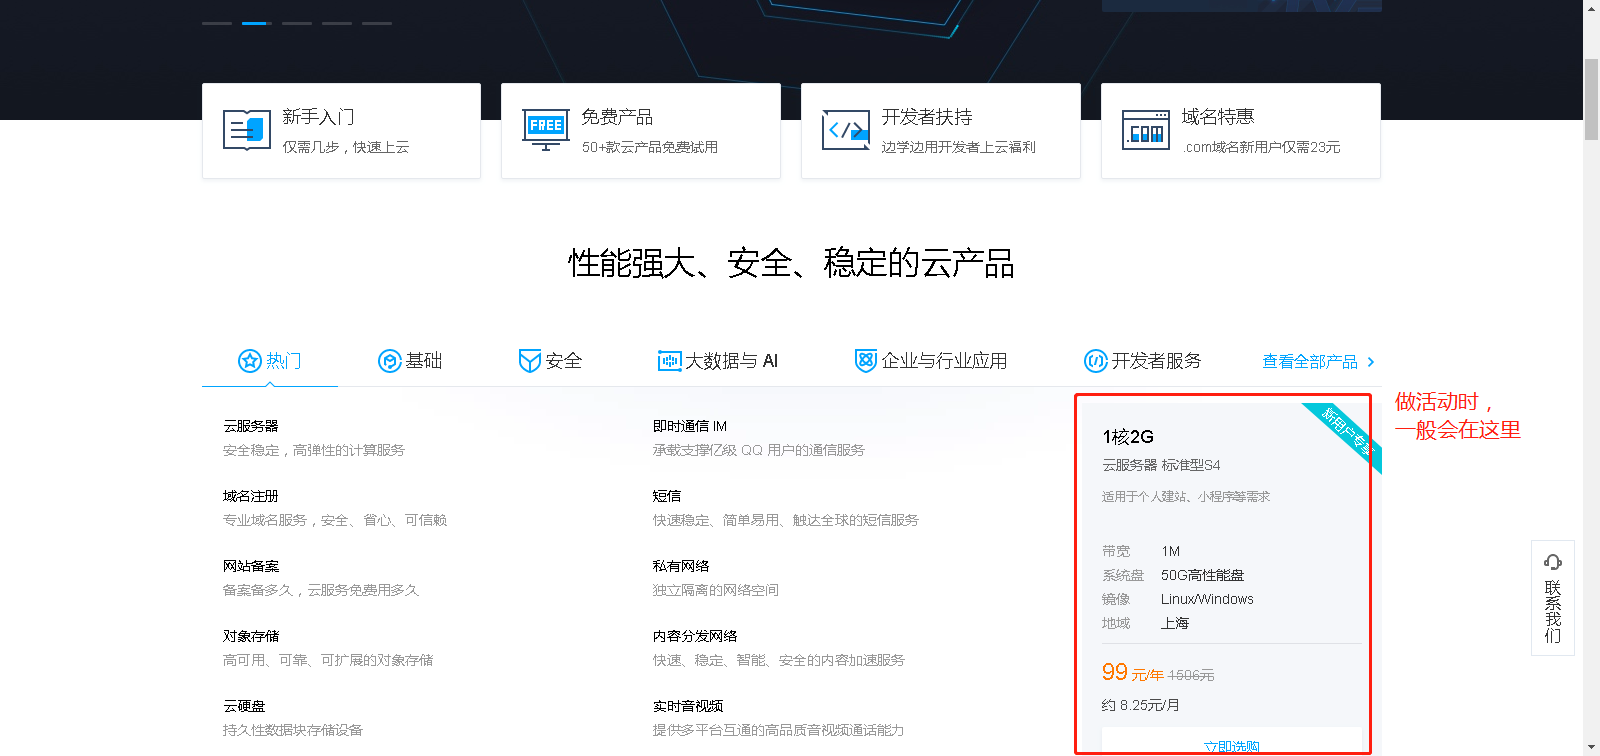 新手入门
仅需几步，快速上云
FREE
免费产品
50+款云产品免费试用
</>
开发者扶持
边学边用开发者上云福利
.com
域名特惠
.com域名新用户仅需23元
性能强大、安全、稳定的云产品
热门
基础
安全
大数据与 AI
企业与行业应用
开发者服务
查看全部产品
云服务器
安全稳定，高弹性的计算服务
域名注册
专业域名服务，安全、省心、可信赖
网站备案
备案备多久，云服务免费用多久
对象存储
高可用、可靠、可扩展的对象存储
云硬盘
持久性数据块存储设备
即时通信 IM
承载支撑亿级 QQ 用户的通信服务
短信
快速稳定、简单易用、触达全球的短信服务
私有网络
独立隔离的网络空间
内容分发网络
快速、稳定、智能、安全的内容加速服务
实时音视频
提供多平台互通的高品质音视频通话能力
新用户专享
1核2G
云服务器 标准型S4
适用于个人建站、小程序等需求
带宽 1M
系统盘 50G高性能盘
镜像 Linux/Windows
地域 上海
99 元/年 1506元
约 8.25元/月
立即选购
做活动时，
一般会在这里
联系我们